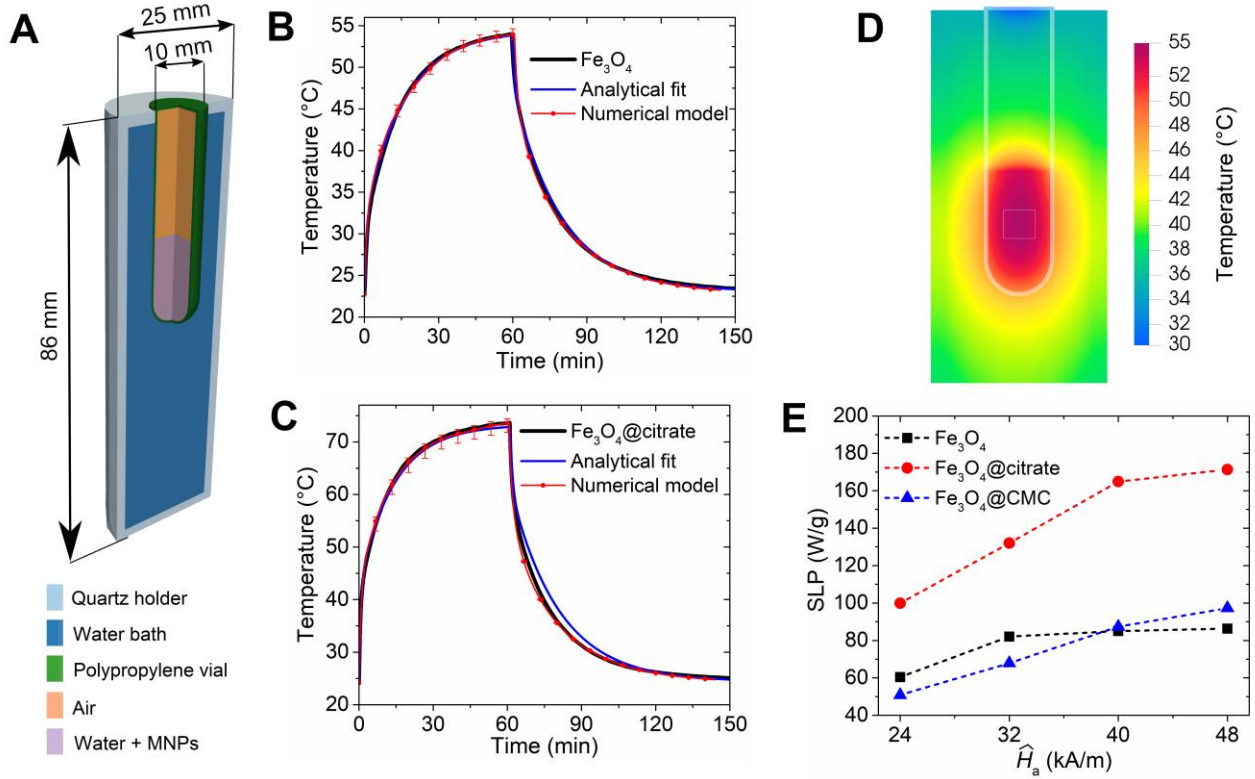 A
25 mm
10 mm
86 mm
Quartz holder
Water bath
Polypropylene vial
Air
Water + MNPs
B
Temperature (°C)
55
50
45
40
35
30
25
20
Fe₃O₄
Analytical fit
Numerical model
0 30 60 90 120 150
Time (min)
C
Temperature (°C)
70
60
50
40
30
20
Fe₃O₄@citrate
Analytical fit
Numerical model
0 30 60 90 120 150
Time (min)
D
55
54
52
50
48
46
44
42
40
38
36
34
32
30
Temperature (°C)
E
SLP (W/g)
200
180
160
140
120
100
80
60
40
Fe₃O₄
Fe₃O₄@citrate
Fe₃O₄@CMC
24 32 40 48
Ĥₐ (kA/m)